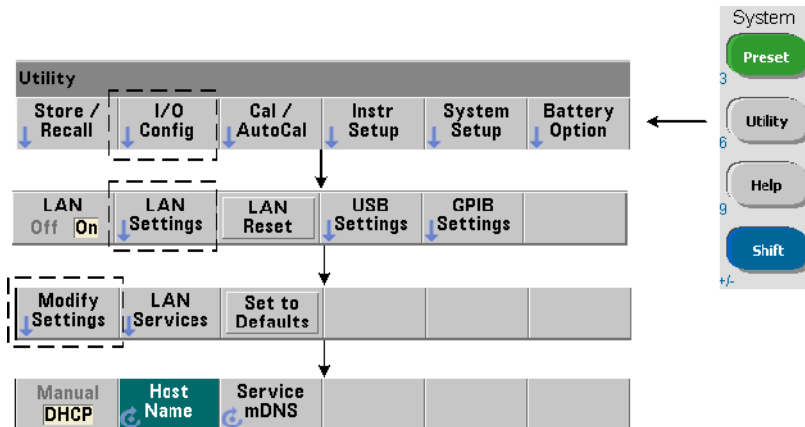 System
Preset
3
Utility
6
Help
9
Shift
+/-
Utility
Store / Recall
I/O Config
Cal / AutoCal
Instr Setup
System Setup
Battery Option
LAN
Off On
LAN Settings
LAN Reset
USB Settings
GPIB Settings
Modify Settings
LAN Services
Set to Defaults
Manual
DHCP
Host Name
Service mDNS